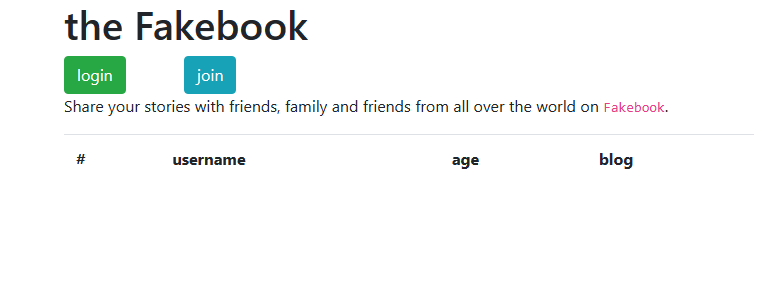 the Fakebook
login join
Share your stories with friends, family and friends from all over the world on Fakebook.
# username age blog